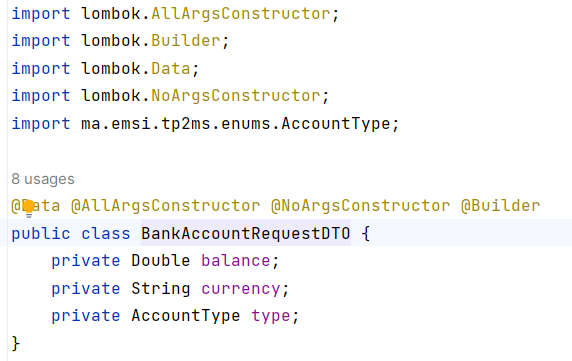 import lombok.AllArgsConstructor;
import lombok.Builder;
import lombok.Data;
import lombok.NoArgsConstructor;
import ma.emsi.tp2ms.enums.AccountType;
8 usages
@Data @AllArgsConstructor @NoArgsConstructor @Builder
public class BankAccountRequestDTO {
    private Double balance;
    private String currency;
    private AccountType type;
}